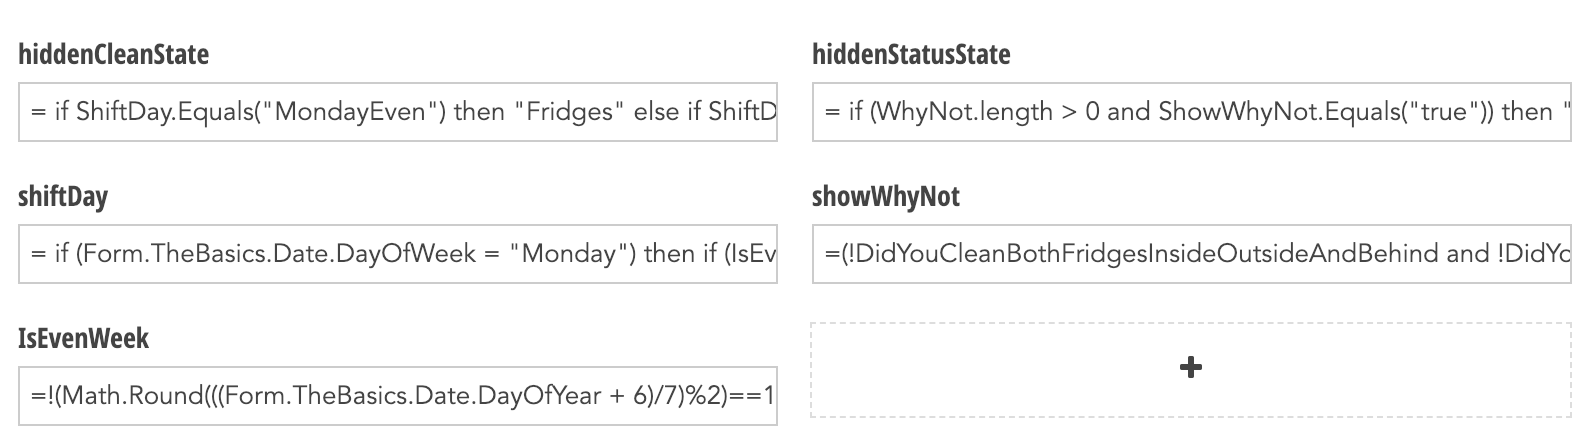 hiddenCleanState
= if ShiftDay.Equals("MondayEven") then "Fridges" else if ShiftD
hiddenStatusState
= if (WhyNot.length > 0 and ShowWhyNot.Equals("true")) then "
shiftDay
= if (Form.TheBasics.Date.DayOfWeek = "Monday") then if (IsEv
showWhyNot
=(!DidYouCleanBothFridgesInsideOutsideAndBehind and !DidYo
IsEvenWeek
=!(Math.Round(((Form.TheBasics.Date.DayOfYear + 6)/7)%2)==1
+